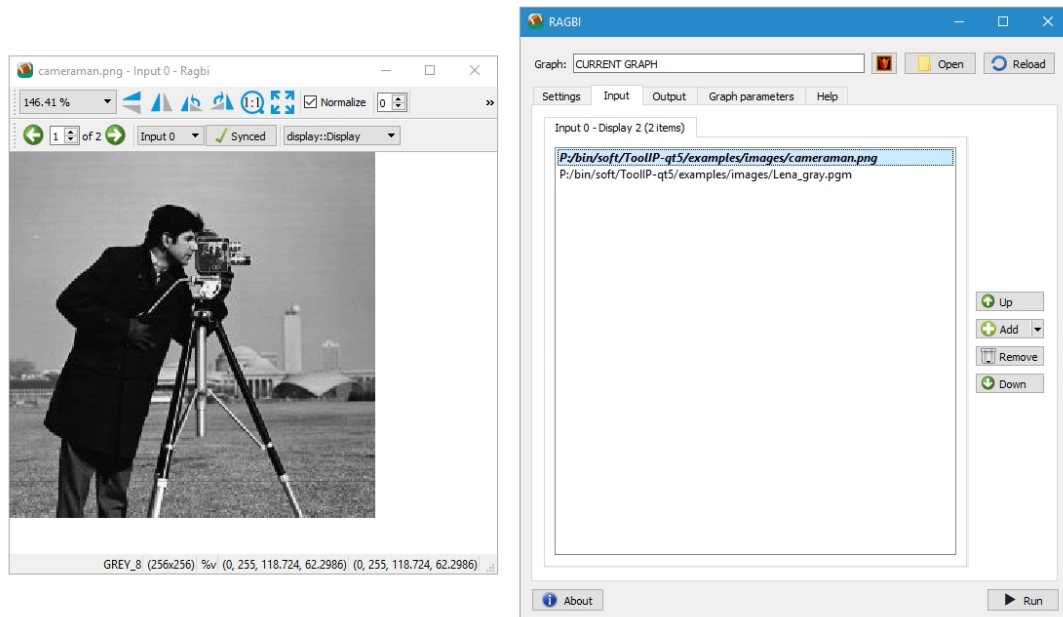 cameraman.png - Input 0 - Ragbi
146.41 % 1:1 Normalize 0 »
1 of 2 Input 0 Synced display::Display
GREY_8 (256x256) %v (0, 255, 118.724, 62.2986) (0, 255, 118.724, 62.2986)
RAGBI
Graph: CURRENT GRAPH Open Reload
Settings Input Output Graph parameters Help
Input 0 - Display 2 (2 items)
P:/bin/soft/ToolIP-qt5/examples/images/cameraman.png
P:/bin/soft/ToolIP-qt5/examples/images/Lena_gray.pgm
Up
Add
Remove
Down
About Run